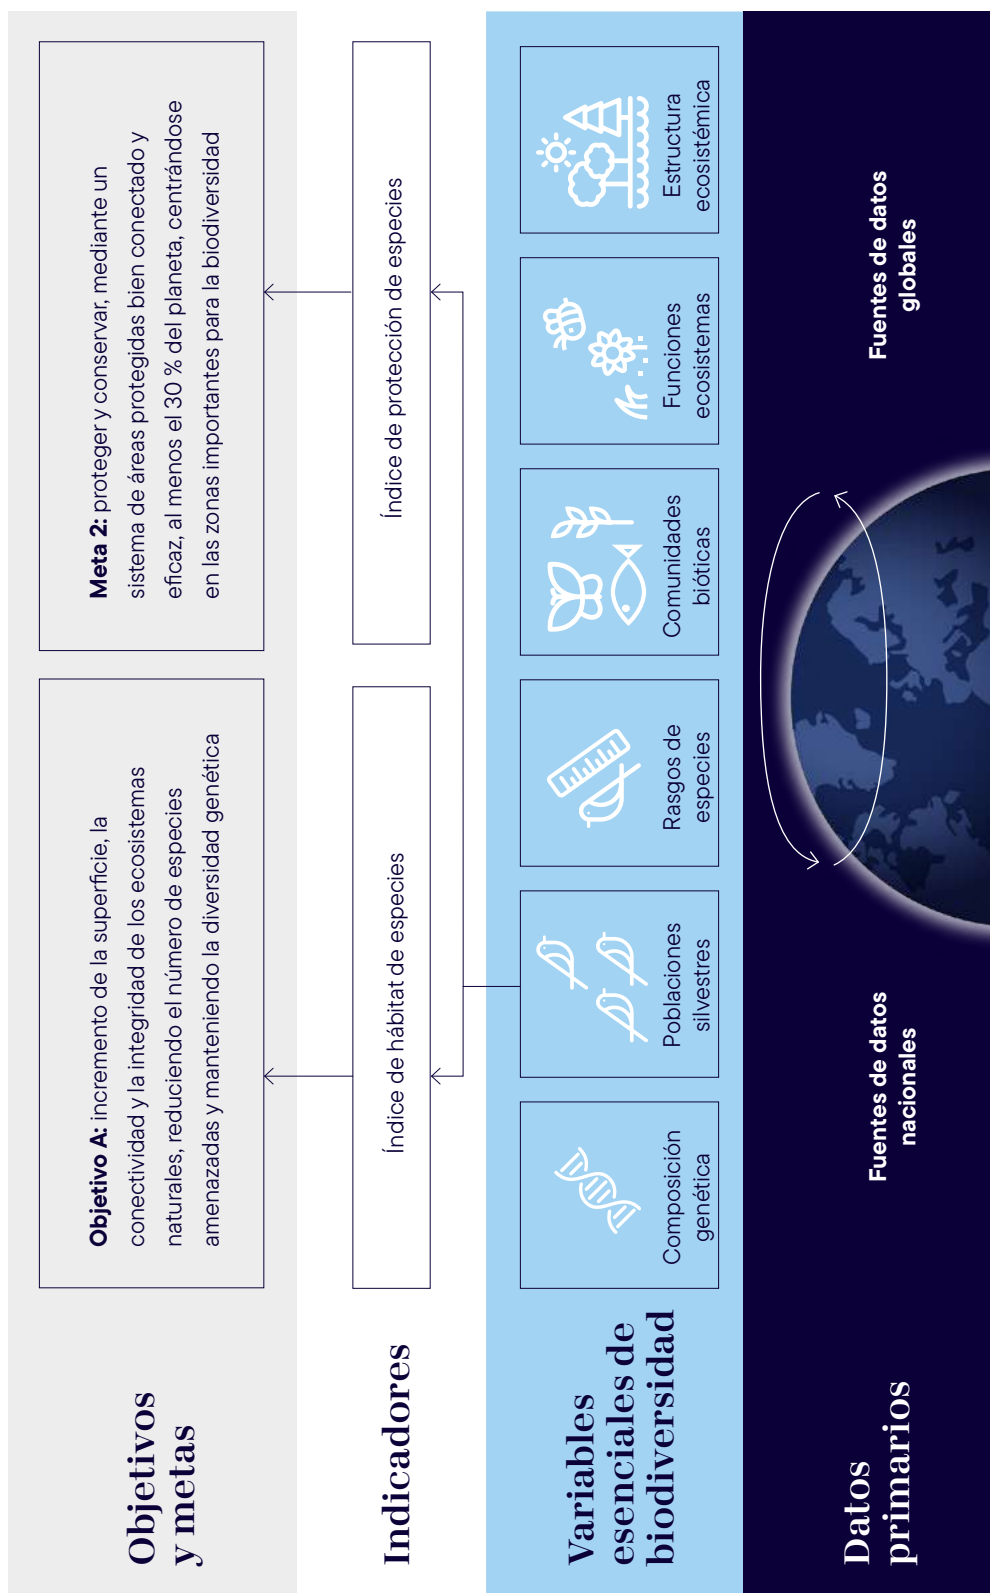 Objetivos
y metas
Objetivo A: incremento de la superficie, la
conectividad y la integridad de los ecosistemas
naturales, reduciendo el número de especies
amenazadas y manteniendo la diversidad genética
Meta 2: proteger y conservar, mediante un
sistema de áreas protegidas bien conectado y
eficaz, al menos el 30 % del planeta, centrándose
en las zonas importantes para la biodiversidad
Indicadores
Índice de hábitat de especies
Índice de protección de especies
Variables
esenciales de
biodiversidad
Composición
genética
Poblaciones
silvestres
Rasgos de
especies
Comunidades
bióticas
Funciones
ecosistemas
Estructura
ecosistémica
Datos
primarios
Fuentes de datos
nacionales
Fuentes de datos
globales